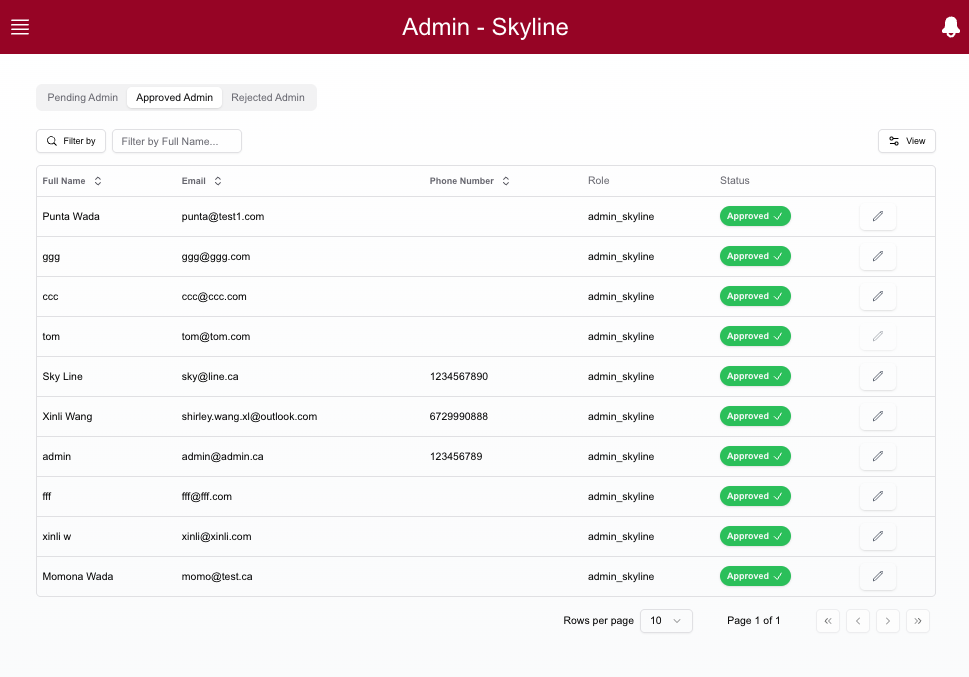 Admin - Skyline
Pending Admin Approved Admin Rejected Admin
Filter by Filter by Full Name... View
Full Name Email Phone Number Role Status
Punta Wada punta@test1.com admin_skyline Approved
ggg ggg@ggg.com admin_skyline Approved
ccc ccc@ccc.com admin_skyline Approved
tom tom@tom.com admin_skyline Approved
Sky Line sky@line.ca 1234567890 admin_skyline Approved
Xinli Wang shirley.wang.xl@outlook.com 6729990888 admin_skyline Approved
admin admin@admin.ca 123456789 admin_skyline Approved
fff fff@fff.com admin_skyline Approved
xinli w xinli@xinli.com admin_skyline Approved
Momona Wada momo@test.ca admin_skyline Approved
Rows per page 10 Page 1 of 1